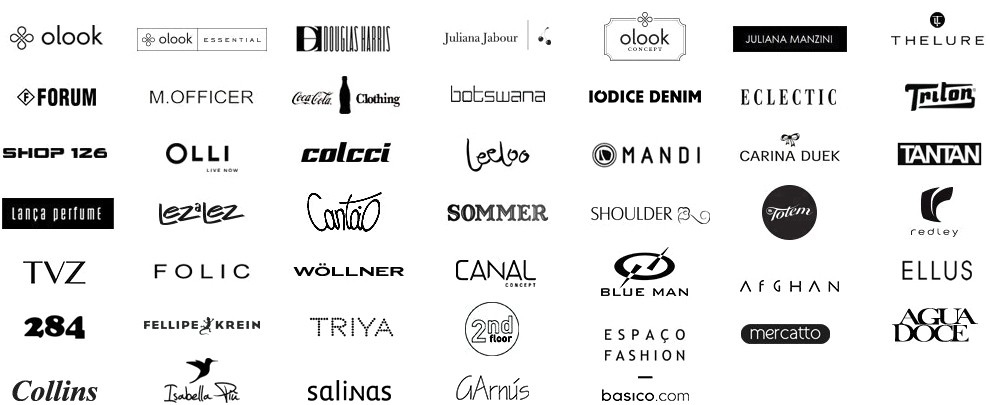 olook
olook ESSENTIAL
DOUGLAS HARRIS
Juliana Jabour
olook
CONCEPT
JULIANA MANZINI
THELURE
FORUM
M.OFFICER
Coca-Cola Clothing
botswana
IÓDICE DENIM
ECLECTIC
Triton
SHOP 126
OLLI
LIVE NOW
colcci
Leeloo
MANDI
CARINA DUEK
TANTAN
Lança perfume
Lez a Lez
Cantão
SOMMER
SHOULDER
Totem
redley
TVZ
FOLIC
WÖLLNER
CANAL
CONCEPT
BLUE MAN
AfGHAN
ELLUS
284
FELLIPE KREIN
TRIYA
2nd
floor
ESPAÇO
FASHION
mercatto
AGUA
DOCE
Collins
Isabella Piu
salinas
GArnús
basico.com